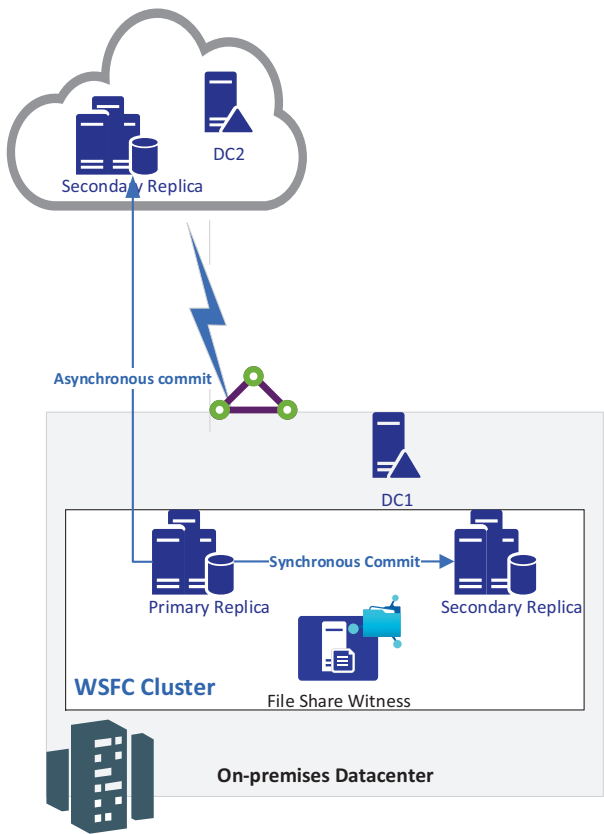 DC2
Secondary Replica
Asynchronous commit
DC1
Synchronous Commit
Primary Replica
Secondary Replica
WSFC Cluster
File Share Witness
On-premises Datacenter